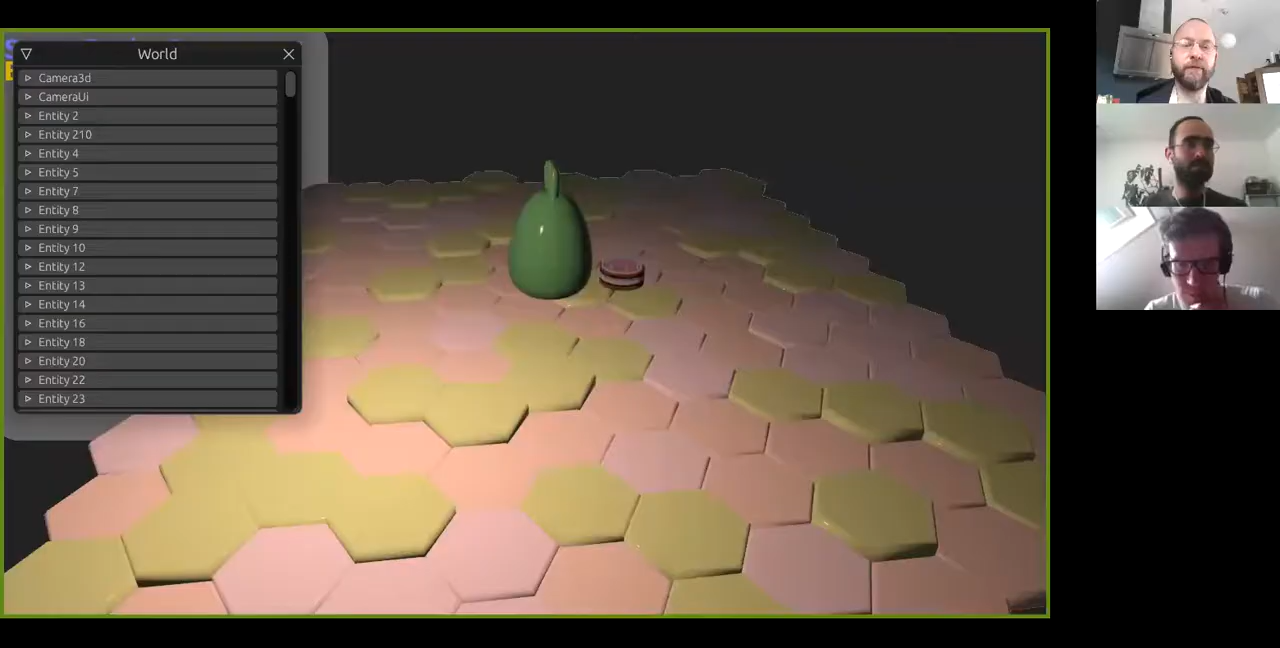 World
Camera3d
CameraUi
Entity 2
Entity 210
Entity 4
Entity 5
Entity 7
Entity 8
Entity 9
Entity 10
Entity 12
Entity 13
Entity 14
Entity 16
Entity 18
Entity 20
Entity 22
Entity 23